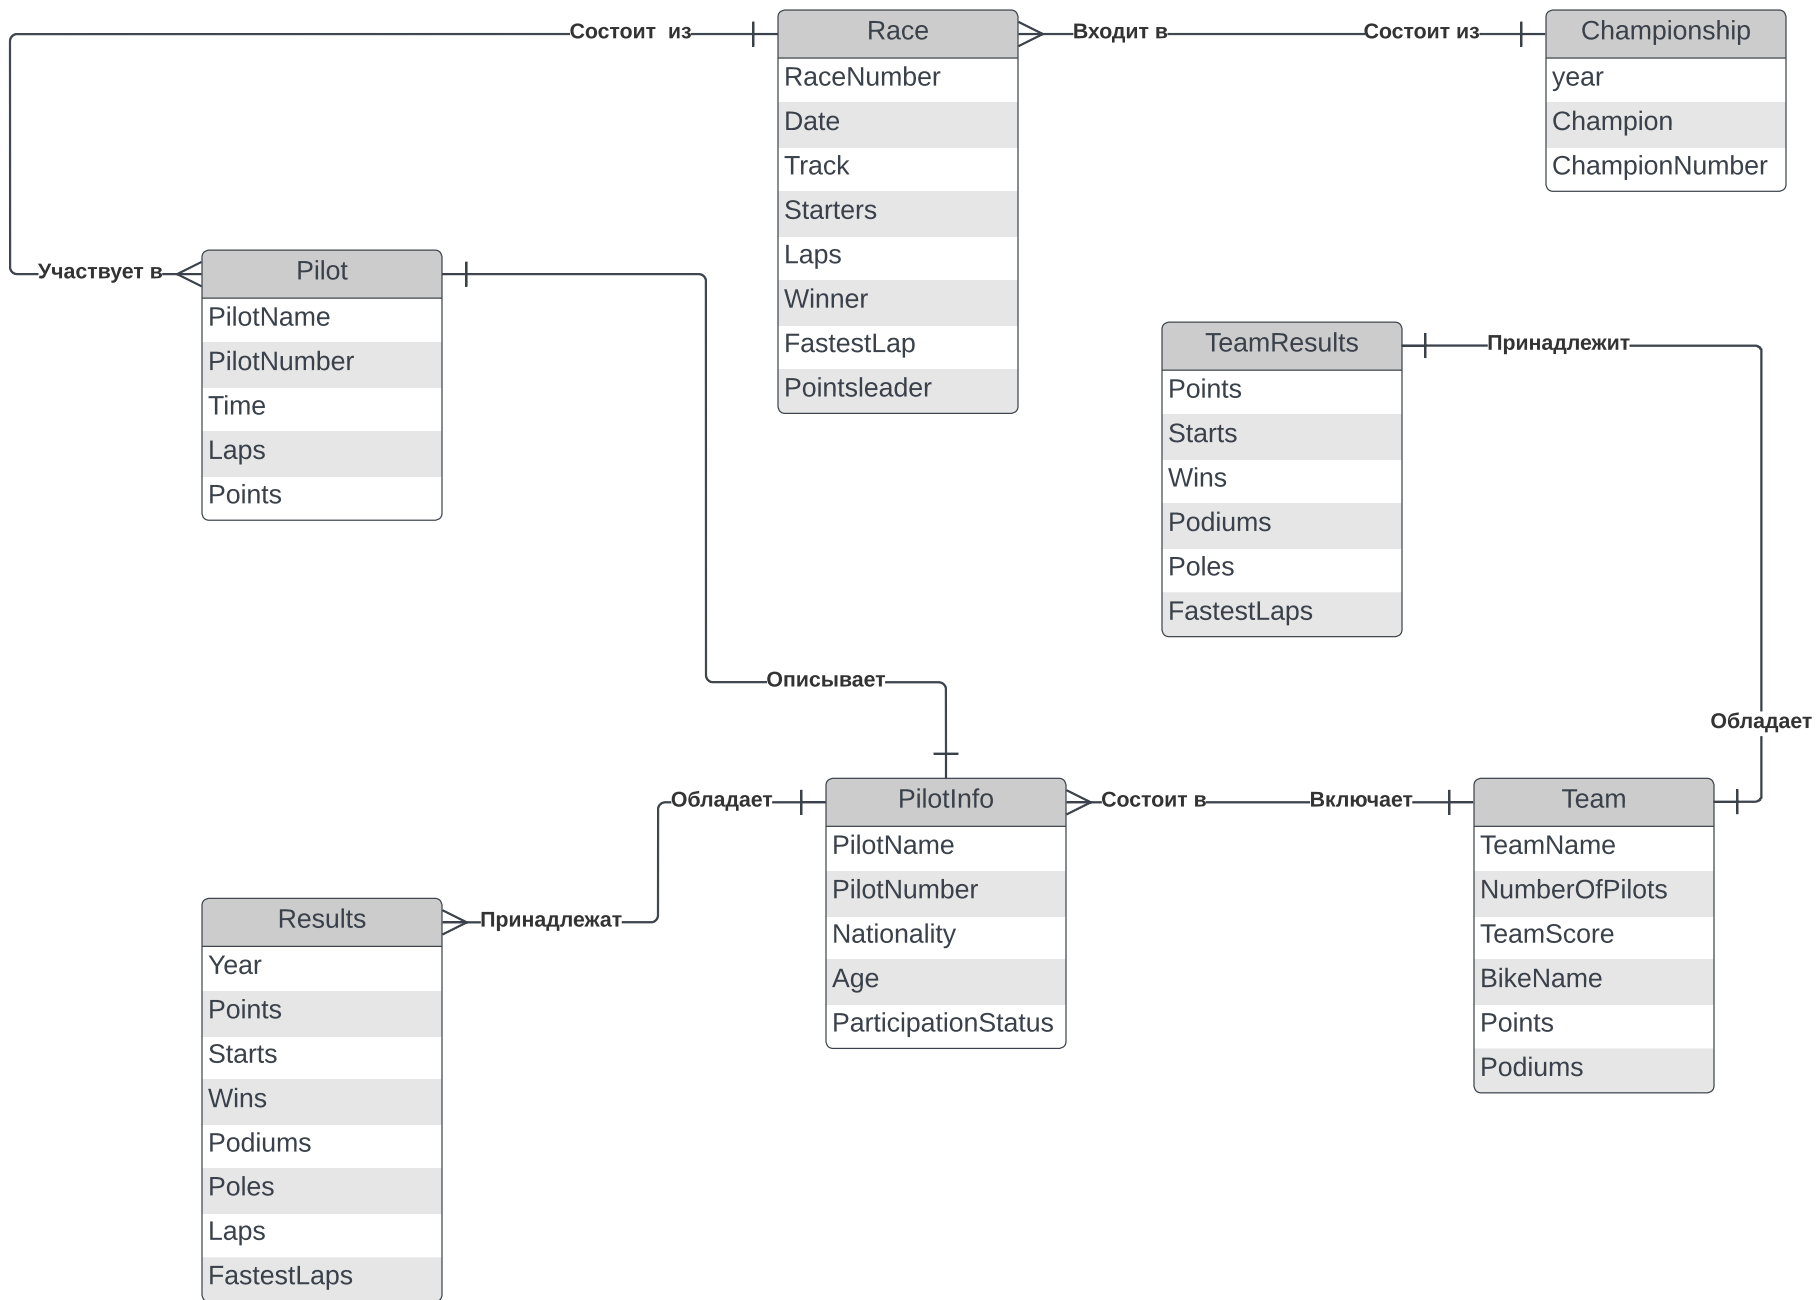 Состоит  из
Race
RaceNumber
Date
Track
Starters
Laps
Winner
FastestLap
Pointsleader
Входит в
Состоит из
Championship
year
Champion
ChampionNumber
Участвует в
Pilot
PilotName
PilotNumber
Time
Laps
Points
TeamResults
Points
Starts
Wins
Podiums
Poles
FastestLaps
Принадлежит
Описывает
Обладает
Обладает
PilotInfo
PilotName
PilotNumber
Nationality
Age
ParticipationStatus
Состоит в
Включает
Team
TeamName
NumberOfPilots
TeamScore
BikeName
Points
Podiums
Results
Year
Points
Starts
Wins
Podiums
Poles
Laps
FastestLaps
Принадлежат